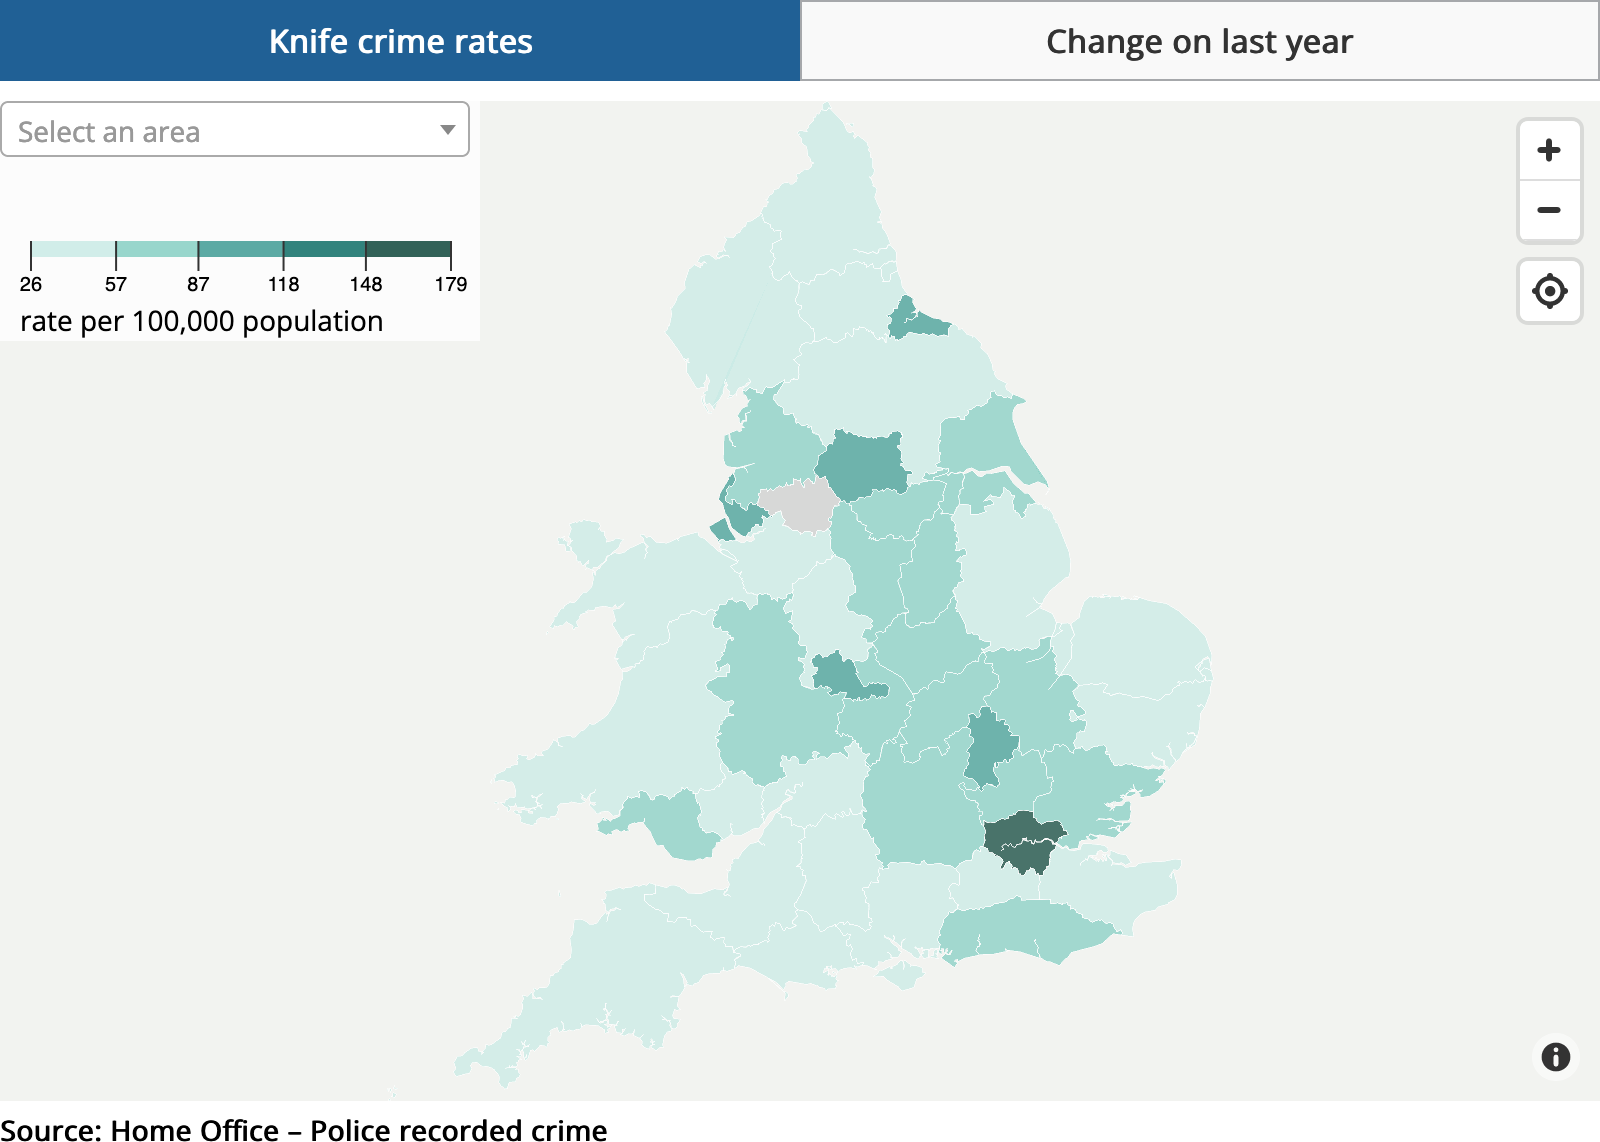 Knife crime rates
Change on last year
Select an area
26 57 87 118 148 179
rate per 100,000 population
Source: Home Office – Police recorded crime